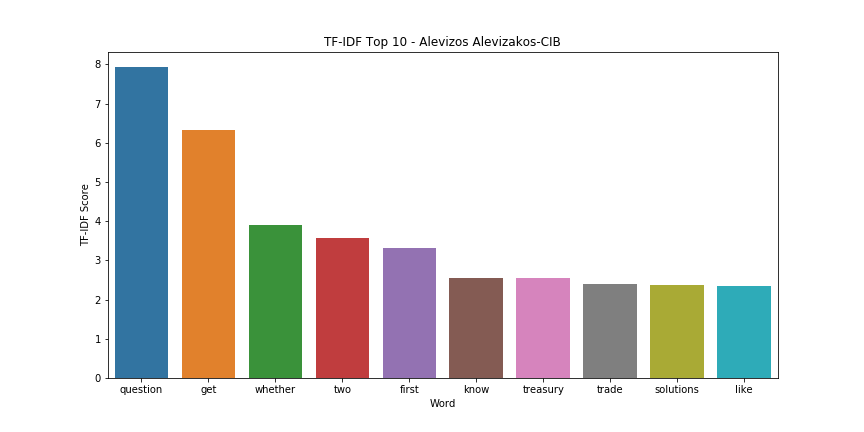 TF-IDF Top 10 - Alevizos Alevizakos-CIB
TF-IDF Score
8
7
6
5
4
3
2
1
0
question get whether two first know treasury trade solutions like
Word